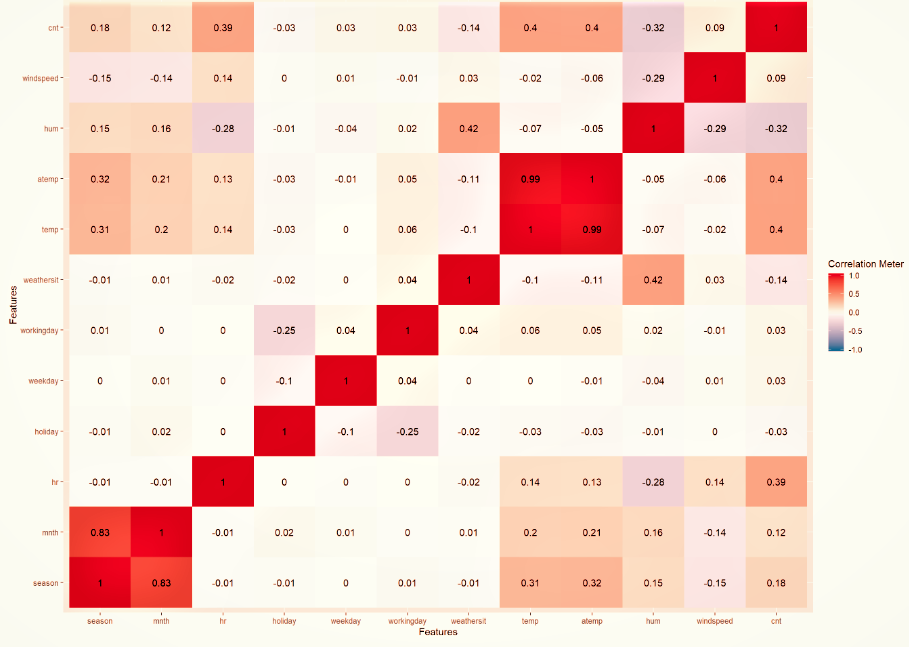 cnt 0.18 0.12 0.39 -0.03 0.03 0.03 -0.14 0.4 0.4 -0.32 0.09 1
windspeed -0.15 -0.14 0.14 0 0.01 -0.01 0.03 -0.02 -0.06 -0.29 1 0.09
hum 0.15 0.16 -0.28 -0.01 -0.04 0.02 0.42 -0.07 -0.05 1 -0.29 -0.32
atemp 0.32 0.21 0.13 -0.03 -0.01 0.05 -0.11 0.99 1 -0.05 -0.06 0.4
temp 0.31 0.2 0.14 -0.03 0 0.06 -0.1 1 0.99 -0.07 -0.02 0.4
weathersit -0.01 0.01 -0.02 -0.02 0 0.04 1 -0.1 -0.11 0.42 0.03 -0.14
workingday 0.01 0 0 -0.25 0.04 1 0.04 0.06 0.05 0.02 -0.01 0.03
weekday 0 0.01 0 -0.1 1 0.04 0 0 -0.01 -0.04 0.01 0.03
holiday -0.01 0.02 0 1 -0.1 -0.25 -0.02 -0.03 -0.03 -0.01 0 -0.03
hr -0.01 -0.01 1 0 0 0 -0.02 0.14 0.13 -0.28 0.14 0.39
mnth 0.83 1 -0.01 0.02 0.01 0 0.01 0.2 0.21 0.16 -0.14 0.12
season 1 0.83 -0.01 -0.01 0 0.01 -0.01 0.31 0.32 0.15 -0.15 0.18
season mnth hr holiday weekday workingday weathersit temp atemp hum windspeed cnt
Features
Features
Correlation Meter
1.0
0.5
0.0
-0.5
-1.0